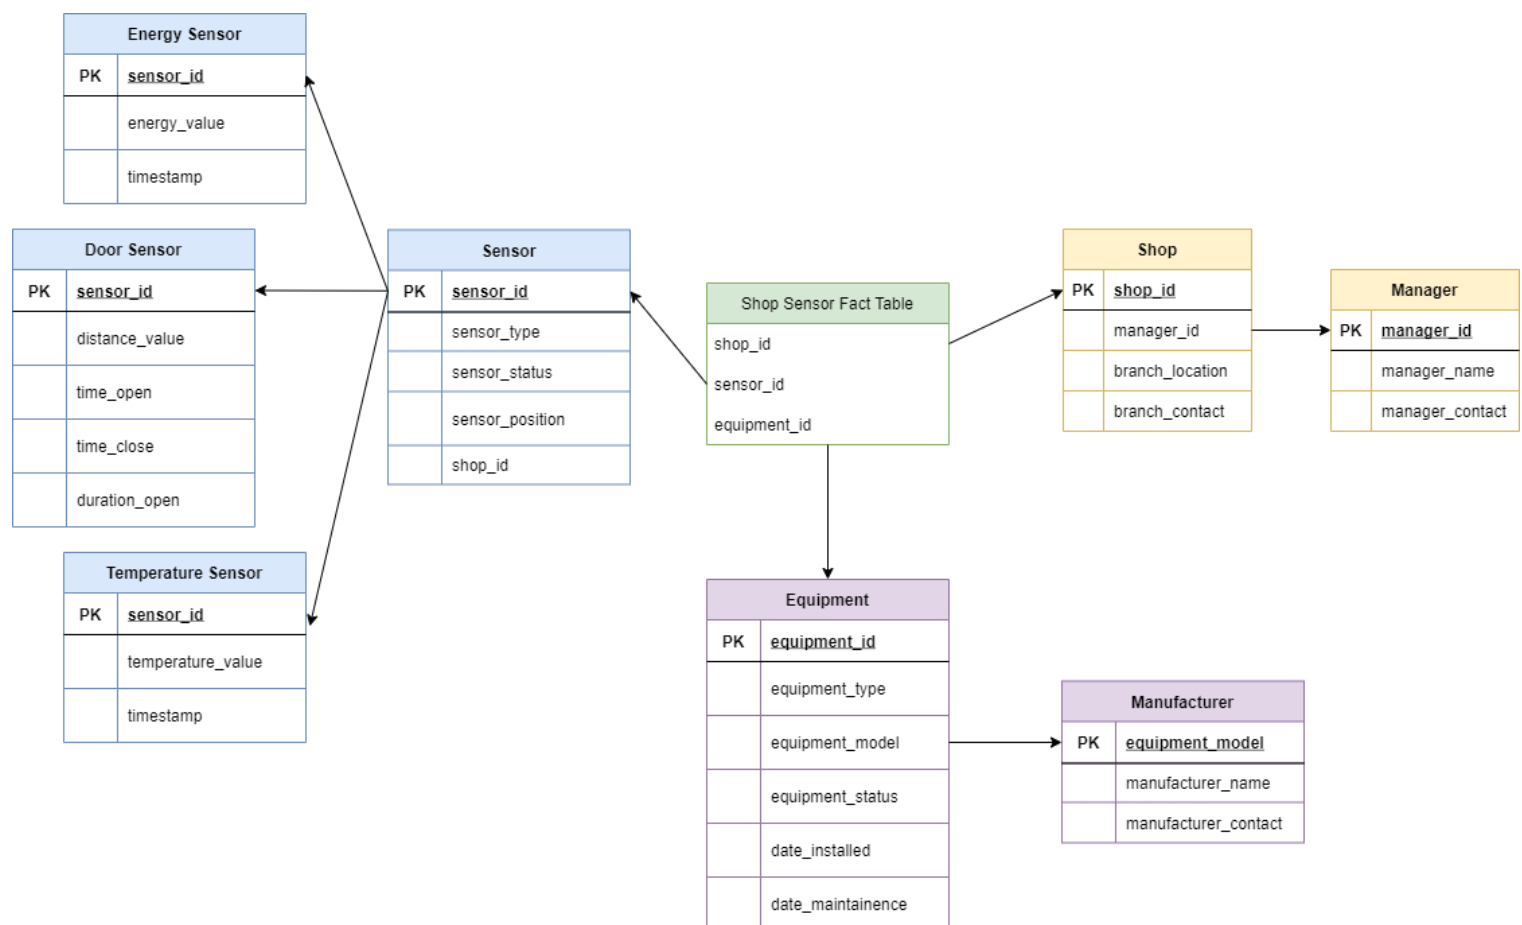 Energy Sensor
PK sensor_id
energy_value
timestamp
Door Sensor
PK sensor_id
distance_value
time_open
time_close
duration_open
Temperature Sensor
PK sensor_id
temperature_value
timestamp
Sensor
PK sensor_id
sensor_type
sensor_status
sensor_position
shop_id
Shop Sensor Fact Table
shop_id
sensor_id
equipment_id
Shop
PK shop_id
manager_id
branch_location
branch_contact
Manager
PK manager_id
manager_name
manager_contact
Equipment
PK equipment_id
equipment_type
equipment_model
equipment_status
date_installed
date_maintainence
Manufacturer
PK equipment_model
manufacturer_name
manufacturer_contact